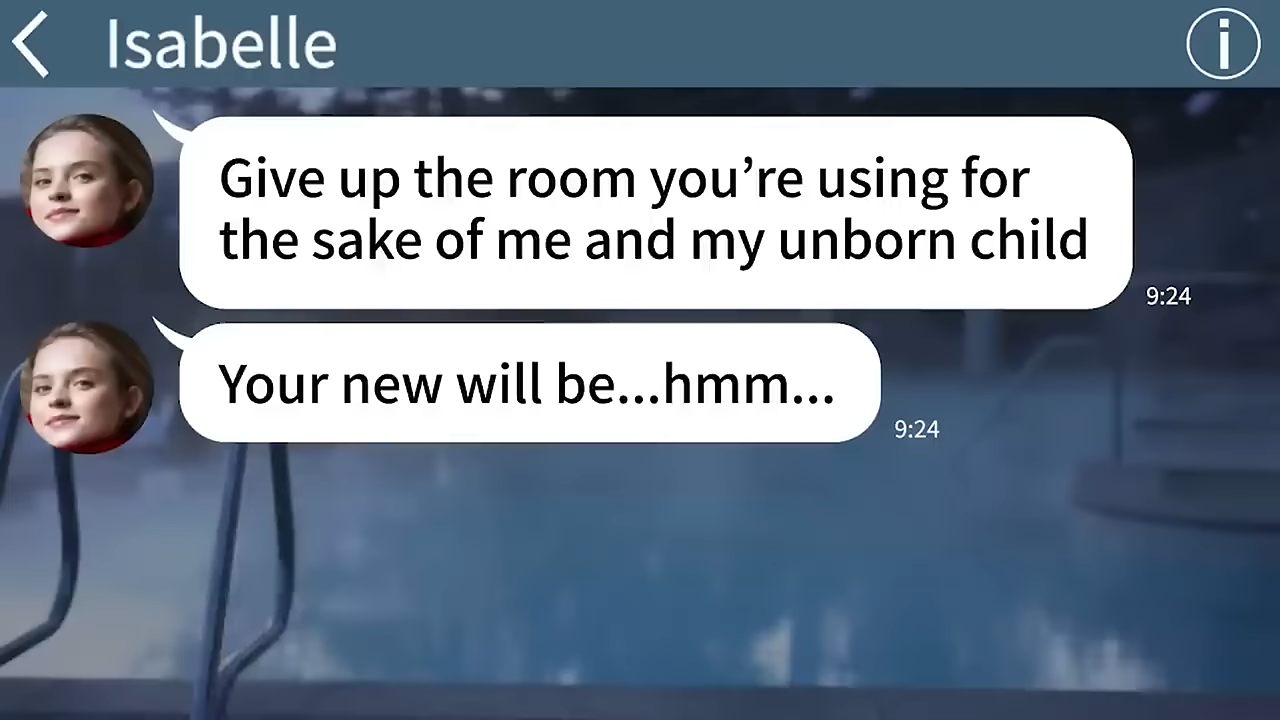 Isabelle
Give up the room you’re using for
the sake of me and my unborn child
9:24
Your new will be...hmm...
9:24